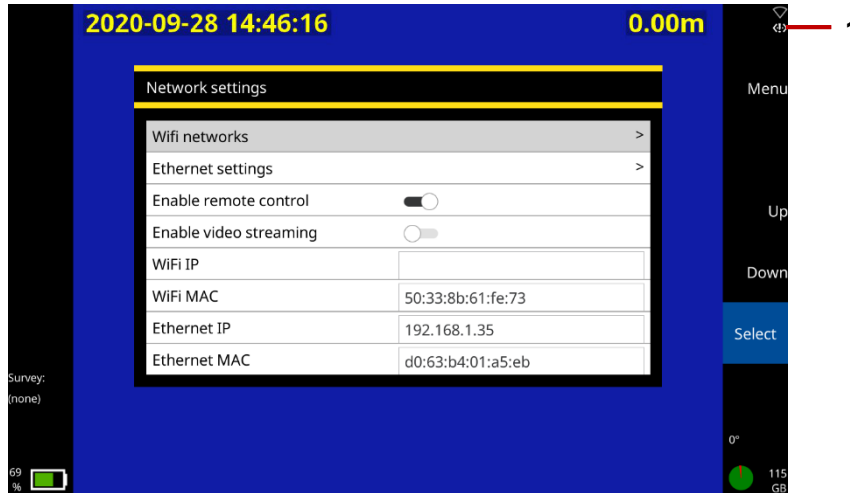 2020-09-28 14:46:16 0.00m
Network settings
Menu
Wifi networks >
Ethernet settings >
Enable remote control
Up
Enable video streaming
WiFi IP
Down
WiFi MAC 50:33:8b:61:fe:73
Ethernet IP 192.168.1.35
Select
Ethernet MAC d0:63:b4:01:a5:eb
Survey:
(none)
0°
69
%
115
GB